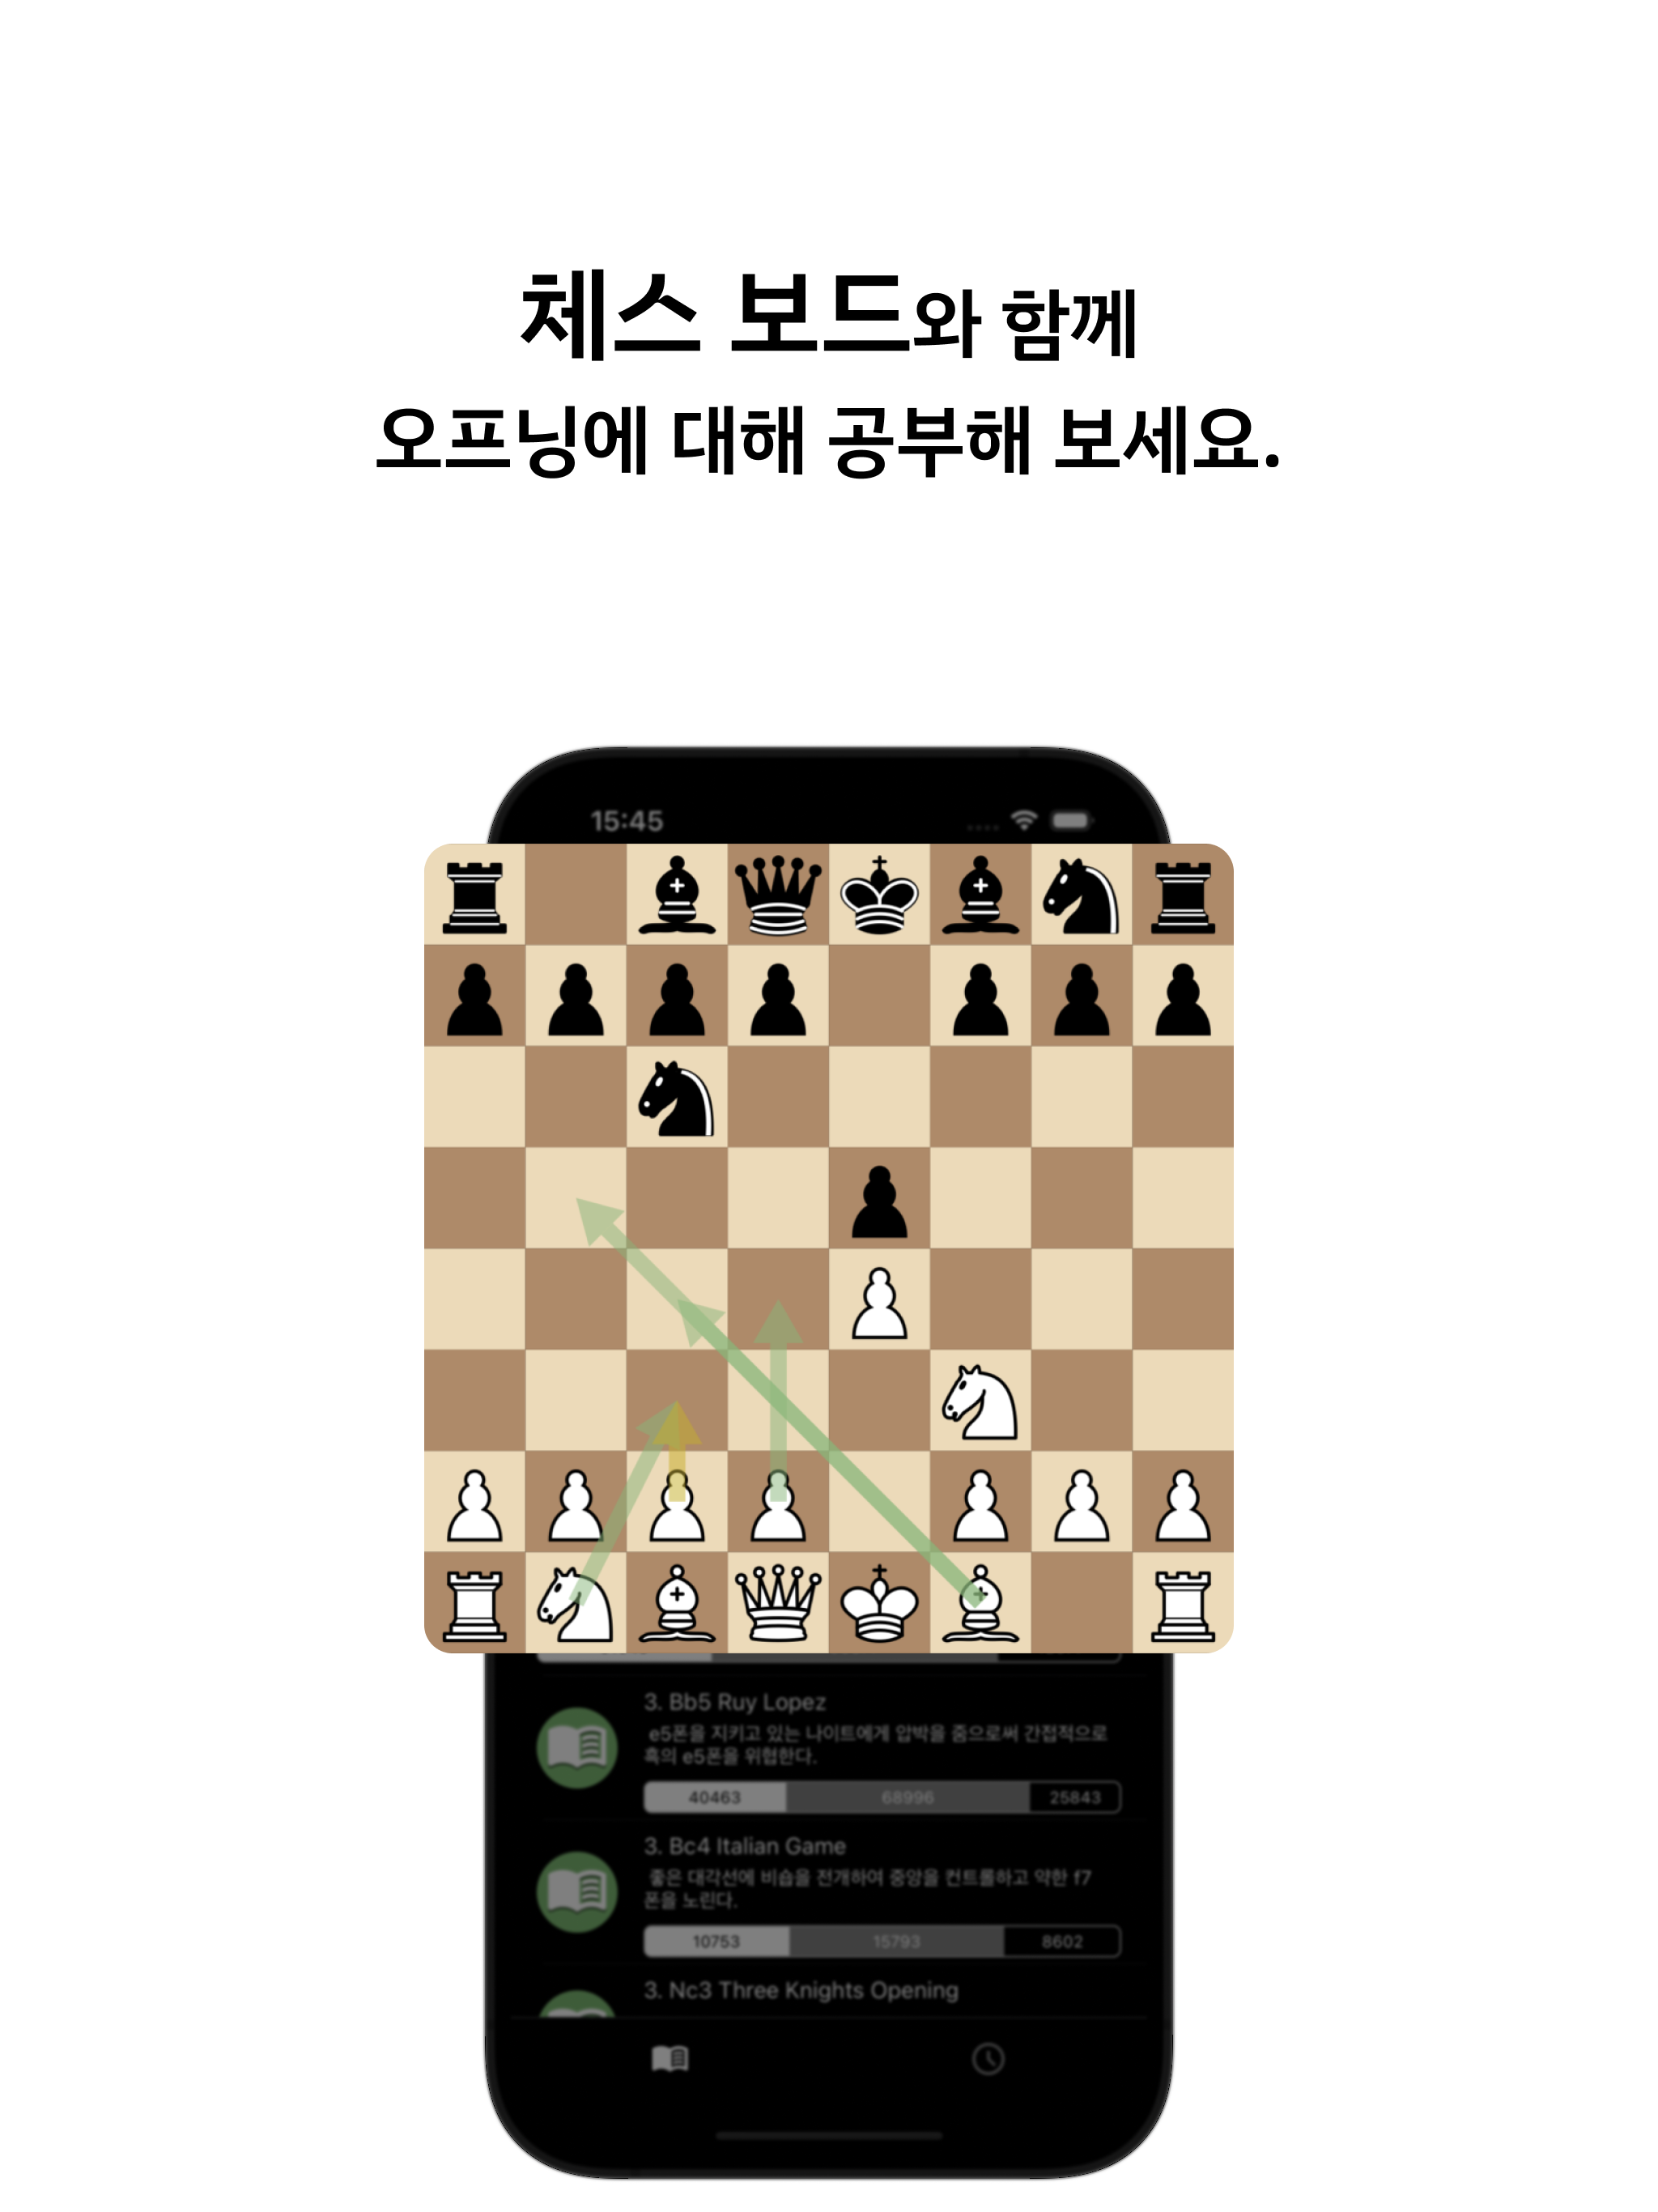 체스 보드와 함께
오프닝에 대해 공부해 보세요.
15:45
3. Bb5 Ruy Lopez
e5폰을 지키고 있는 나이트에게 압박을 줌으로써 간접적으로
흑의 e5폰을 위협한다.
40463 68996 25843
3. Bc4 Italian Game
좋은 대각선에 비숍을 전개하여 중앙을 컨트롤하고 약한 f7
폰을 노린다.
10753 15793 8602
3. Nc3 Three Knights Opening